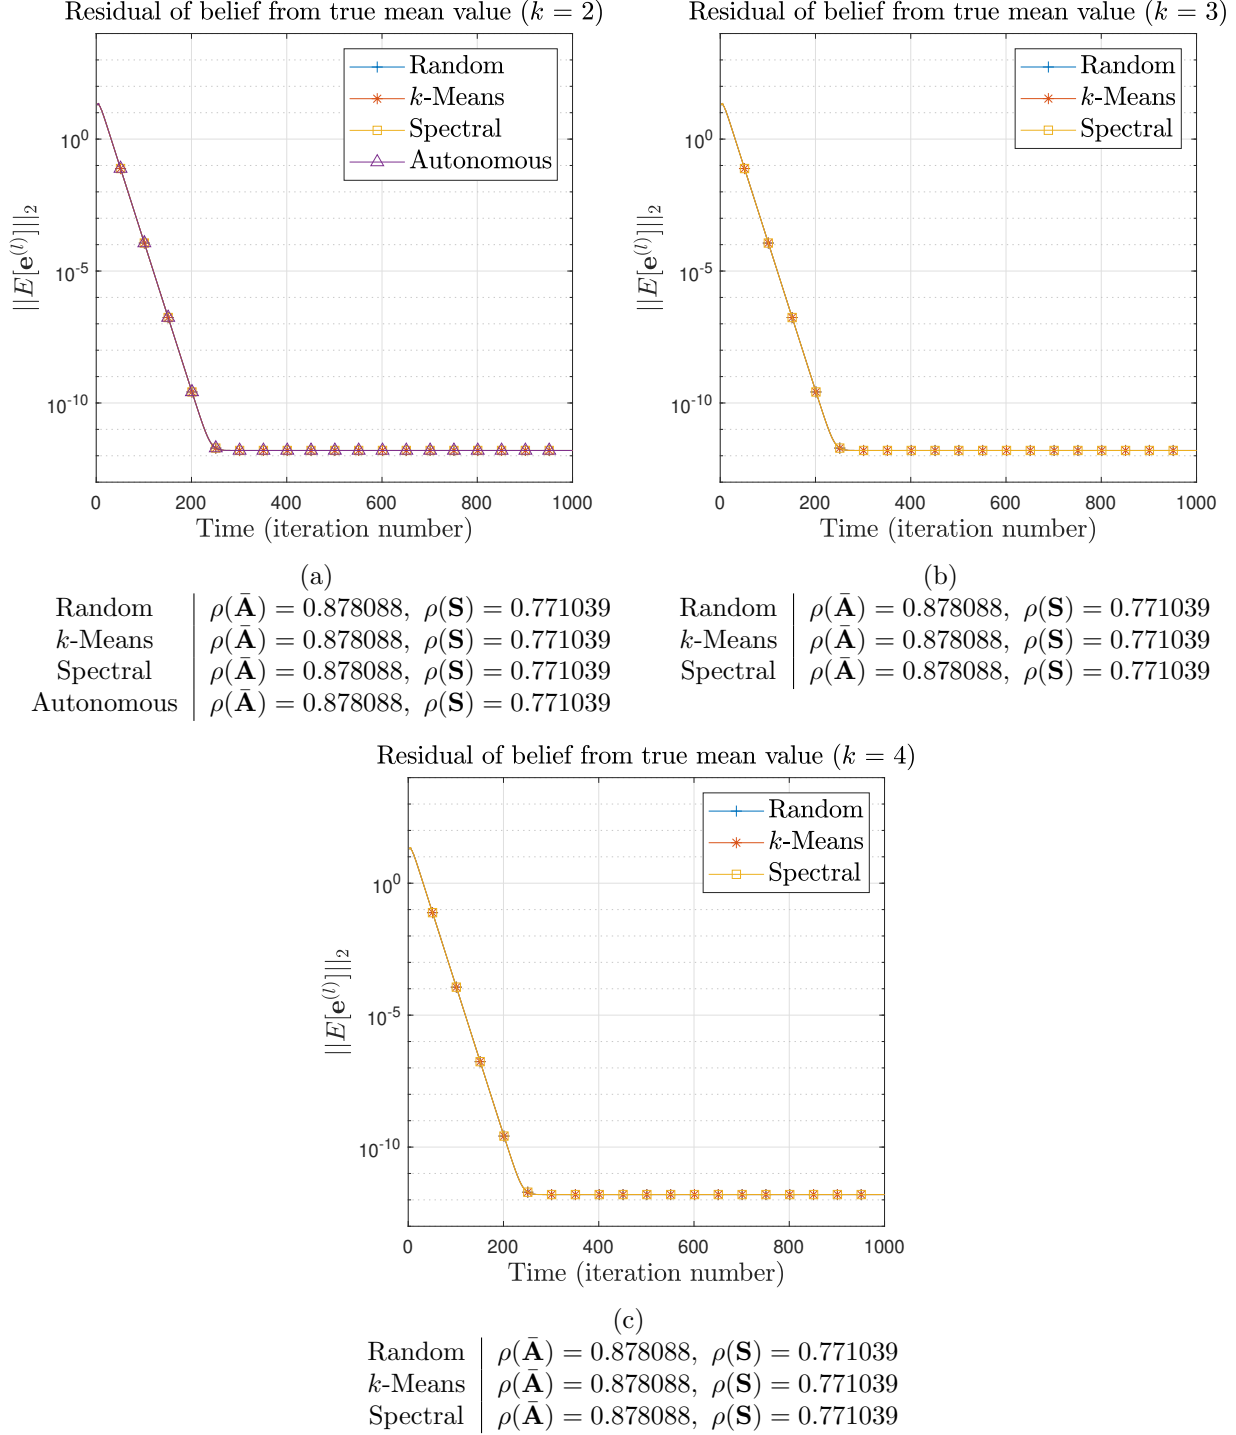 Residual of belief from true mean value (k = 2)
Random
k-Means
Spectral
Autonomous
10^0
10^-5
10^-10
||E[e^(l)]||_2
0 200 400 600 800 1000
Time (iteration number)
(a)
Random ρ(Ā) = 0.878088, ρ(S) = 0.771039
k-Means ρ(Ā) = 0.878088, ρ(S) = 0.771039
Spectral ρ(Ā) = 0.878088, ρ(S) = 0.771039
Autonomous ρ(Ā) = 0.878088, ρ(S) = 0.771039
Residual of belief from true mean value (k = 3)
Random
k-Means
Spectral
10^0
10^-5
10^-10
||E[e^(l)]||_2
0 200 400 600 800 1000
Time (iteration number)
(b)
Random ρ(Ā) = 0.878088, ρ(S) = 0.771039
k-Means ρ(Ā) = 0.878088, ρ(S) = 0.771039
Spectral ρ(Ā) = 0.878088, ρ(S) = 0.771039
Residual of belief from true mean value (k = 4)
Random
k-Means
Spectral
10^0
10^-5
10^-10
||E[e^(l)]||_2
0 200 400 600 800 1000
Time (iteration number)
(c)
Random ρ(Ā) = 0.878088, ρ(S) = 0.771039
k-Means ρ(Ā) = 0.878088, ρ(S) = 0.771039
Spectral ρ(Ā) = 0.878088, ρ(S) = 0.771039